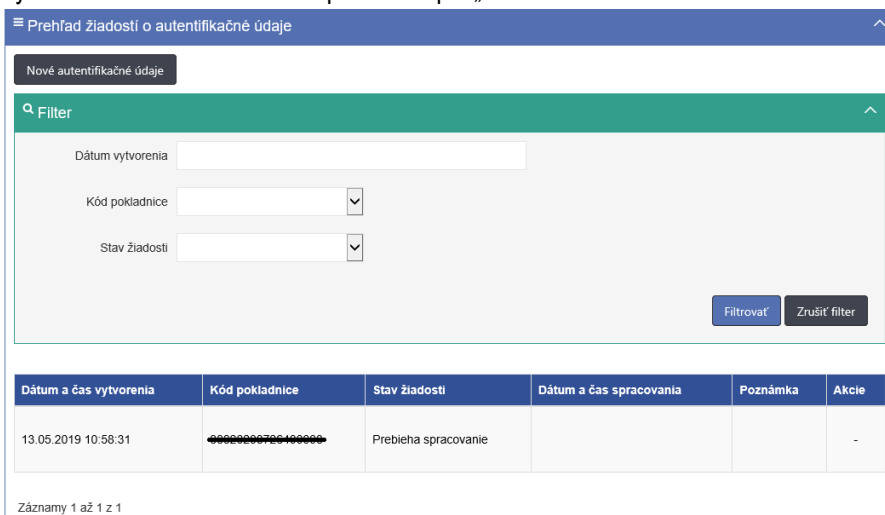 Prehľad žiadostí o autentifikačné údaje
Nové autentifikačné údaje
Filter
Dátum vytvorenia
Kód pokladnice
Stav žiadosti
Filtrovať Zrušiť filter
Dátum a čas vytvorenia Kód pokladnice Stav žiadosti Dátum a čas spracovania Poznámka Akcie
13.05.2019 10:58:31 Prebieha spracovanie -
Záznamy 1 až 1 z 1